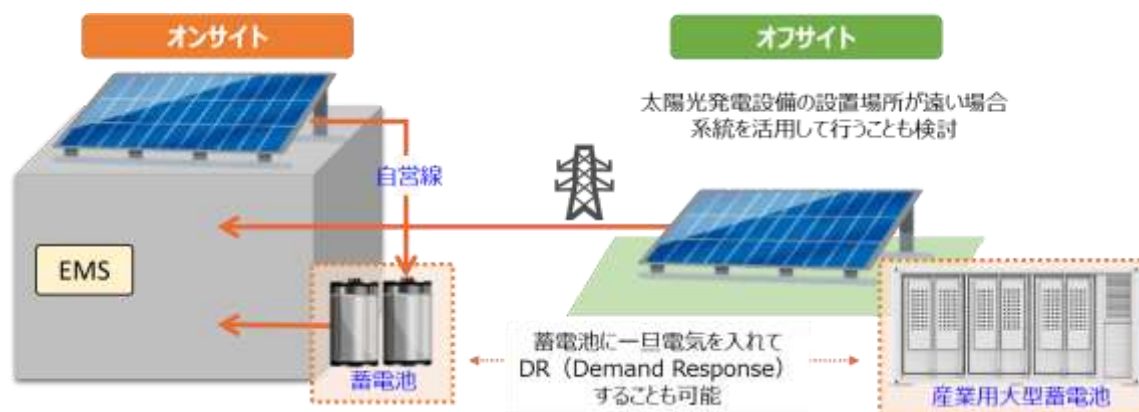 オンサイト
オフサイト
太陽光発電設備の設置場所が遠い場合
系統を活用して行うことも検討
自営線
EMS
蓄電池に一旦電気を入れて
DR（Demand Response）
することも可能
蓄電池
産業用大型蓄電池